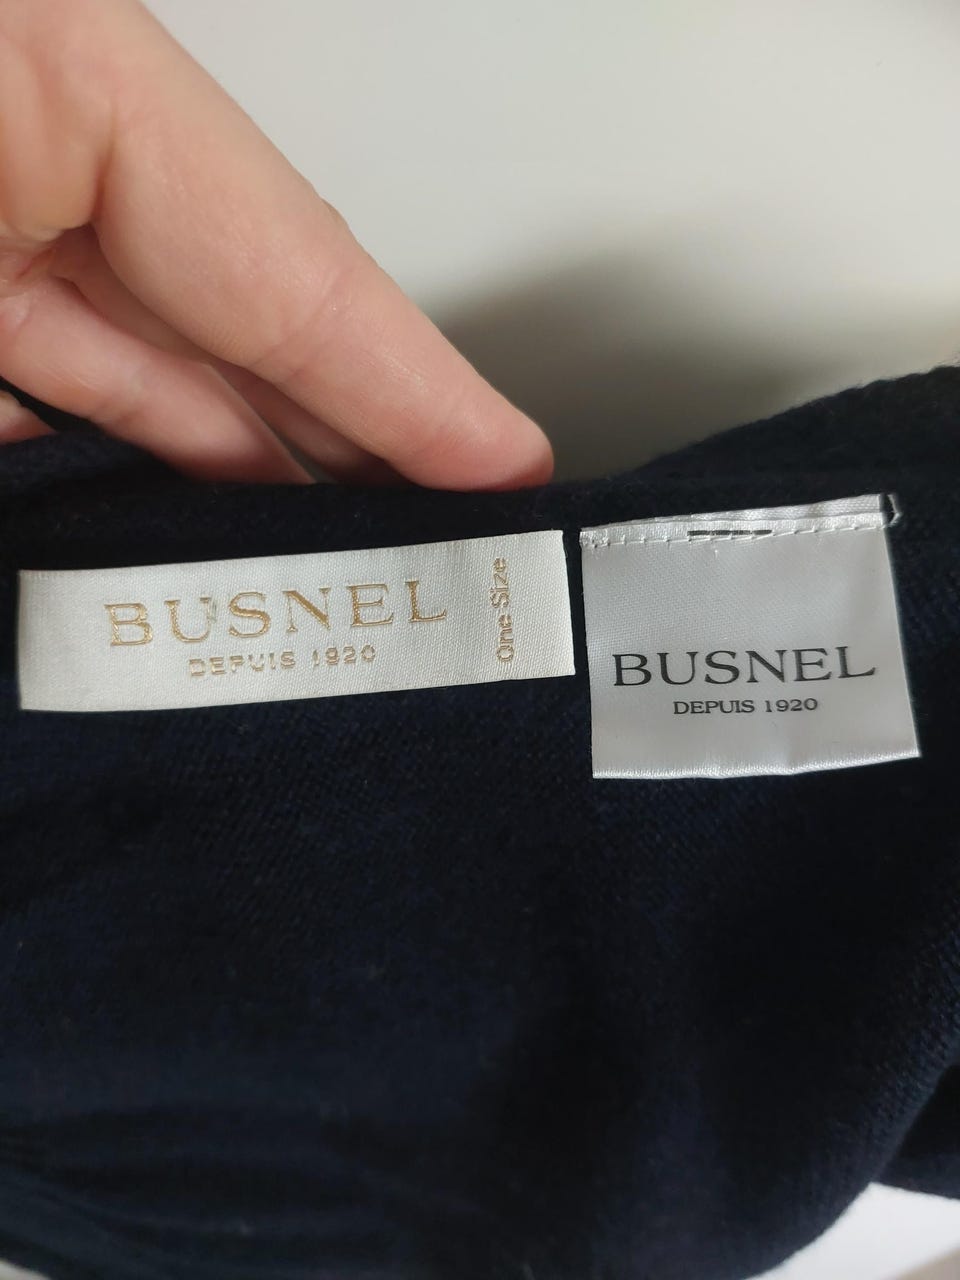 BUSNEL
DEPUIS 1920
One Size
BUSNEL
DEPUIS 1920